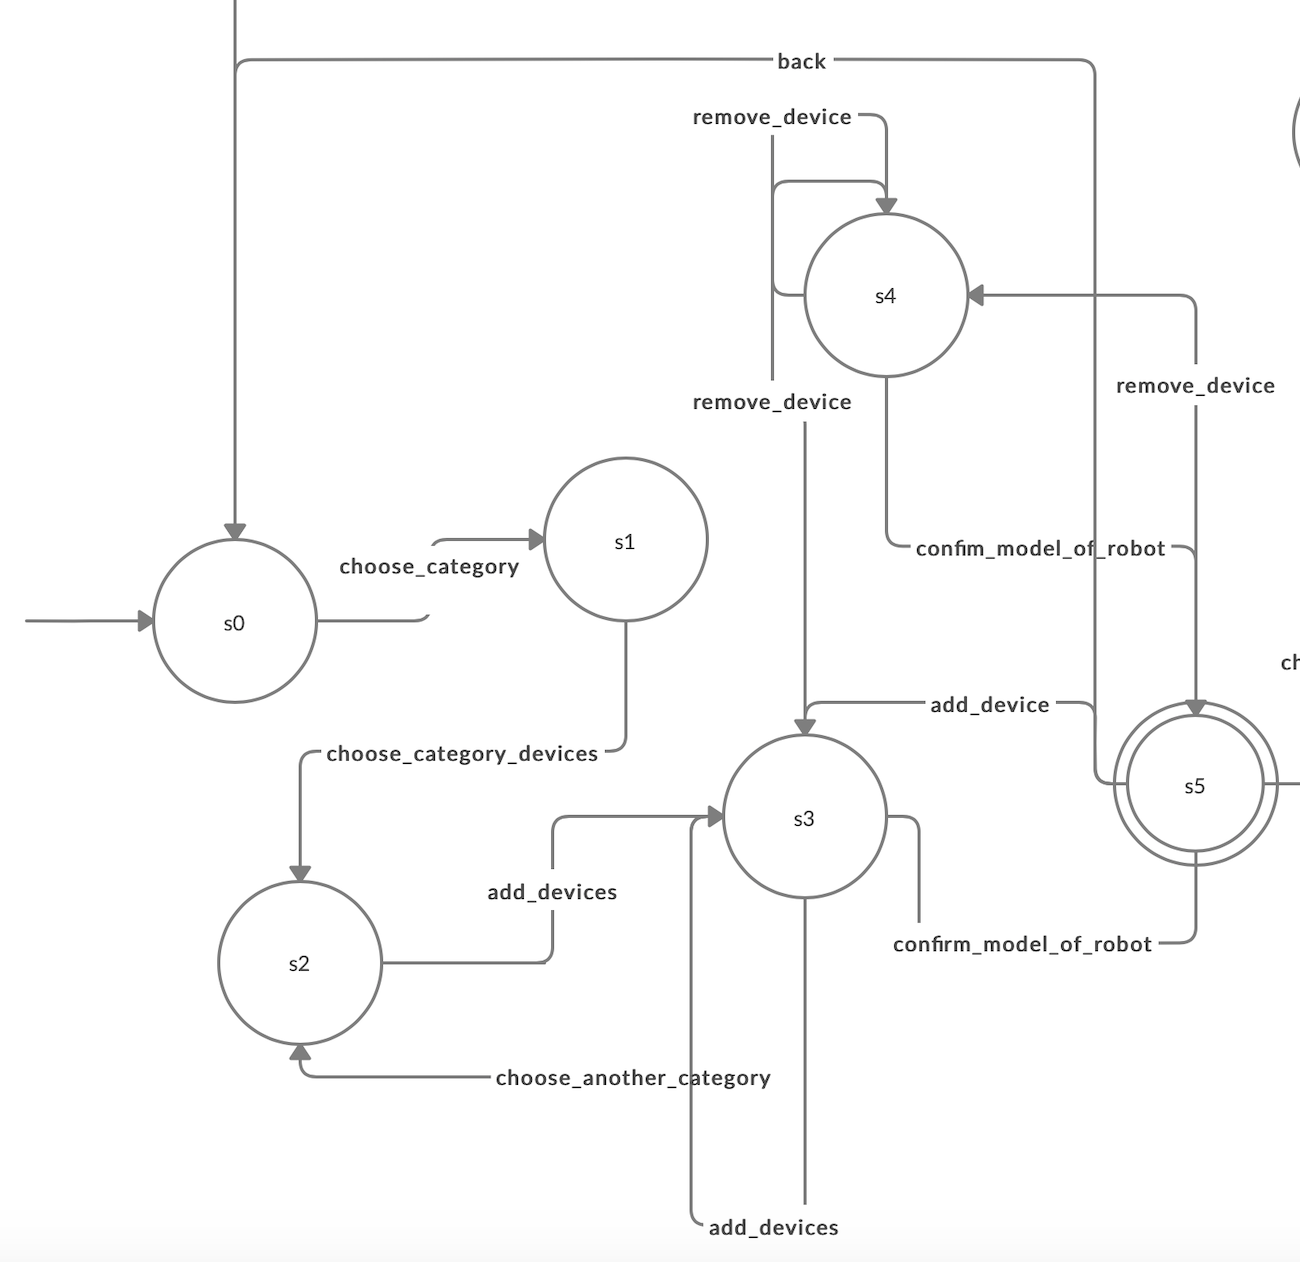 back
remove_device
s4
remove_device
remove_device
s1
confim_model_of_robot
choose_category
s0
ch
add_device
choose_category_devices
s5
s3
add_devices
confirm_model_of_robot
s2
choose_another_category
add_devices